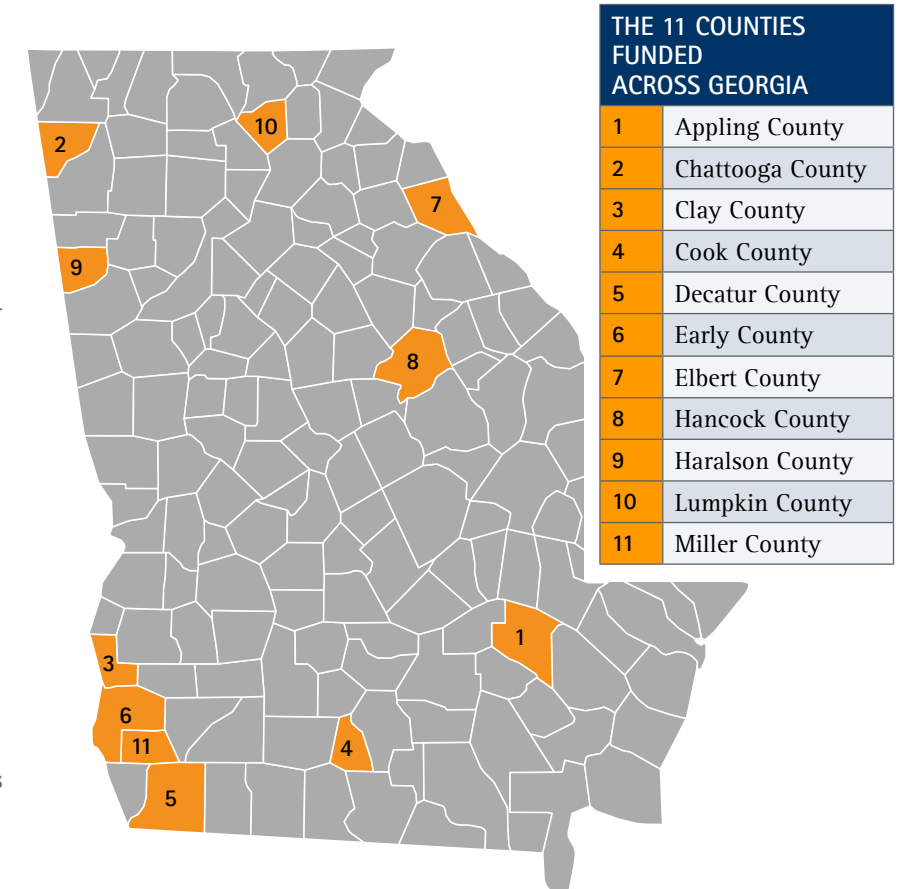 THE 11 COUNTIES
FUNDED
ACROSS GEORGIA
1 Appling County
2 Chattooga County
3 Clay County
4 Cook County
5 Decatur County
6 Early County
7 Elbert County
8 Hancock County
9 Haralson County
10 Lumpkin County
11 Miller County
10
2
7
9
8
1
3
6
11
4
5